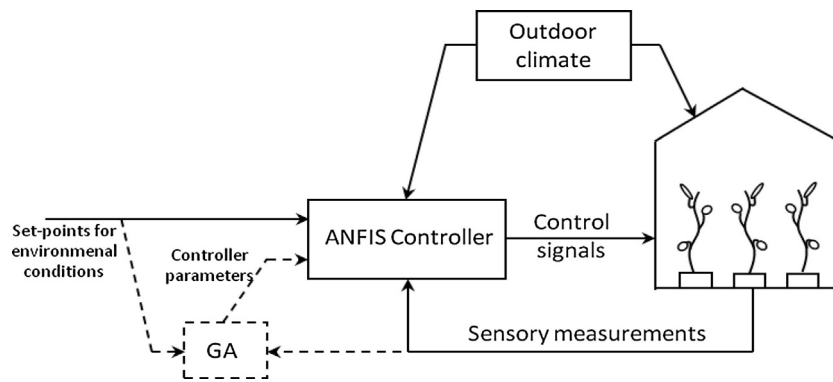 Outdoor
climate
Set-points for
environmenal
conditions
Controller
parameters
ANFIS Controller
Control
signals
GA
Sensory measurements